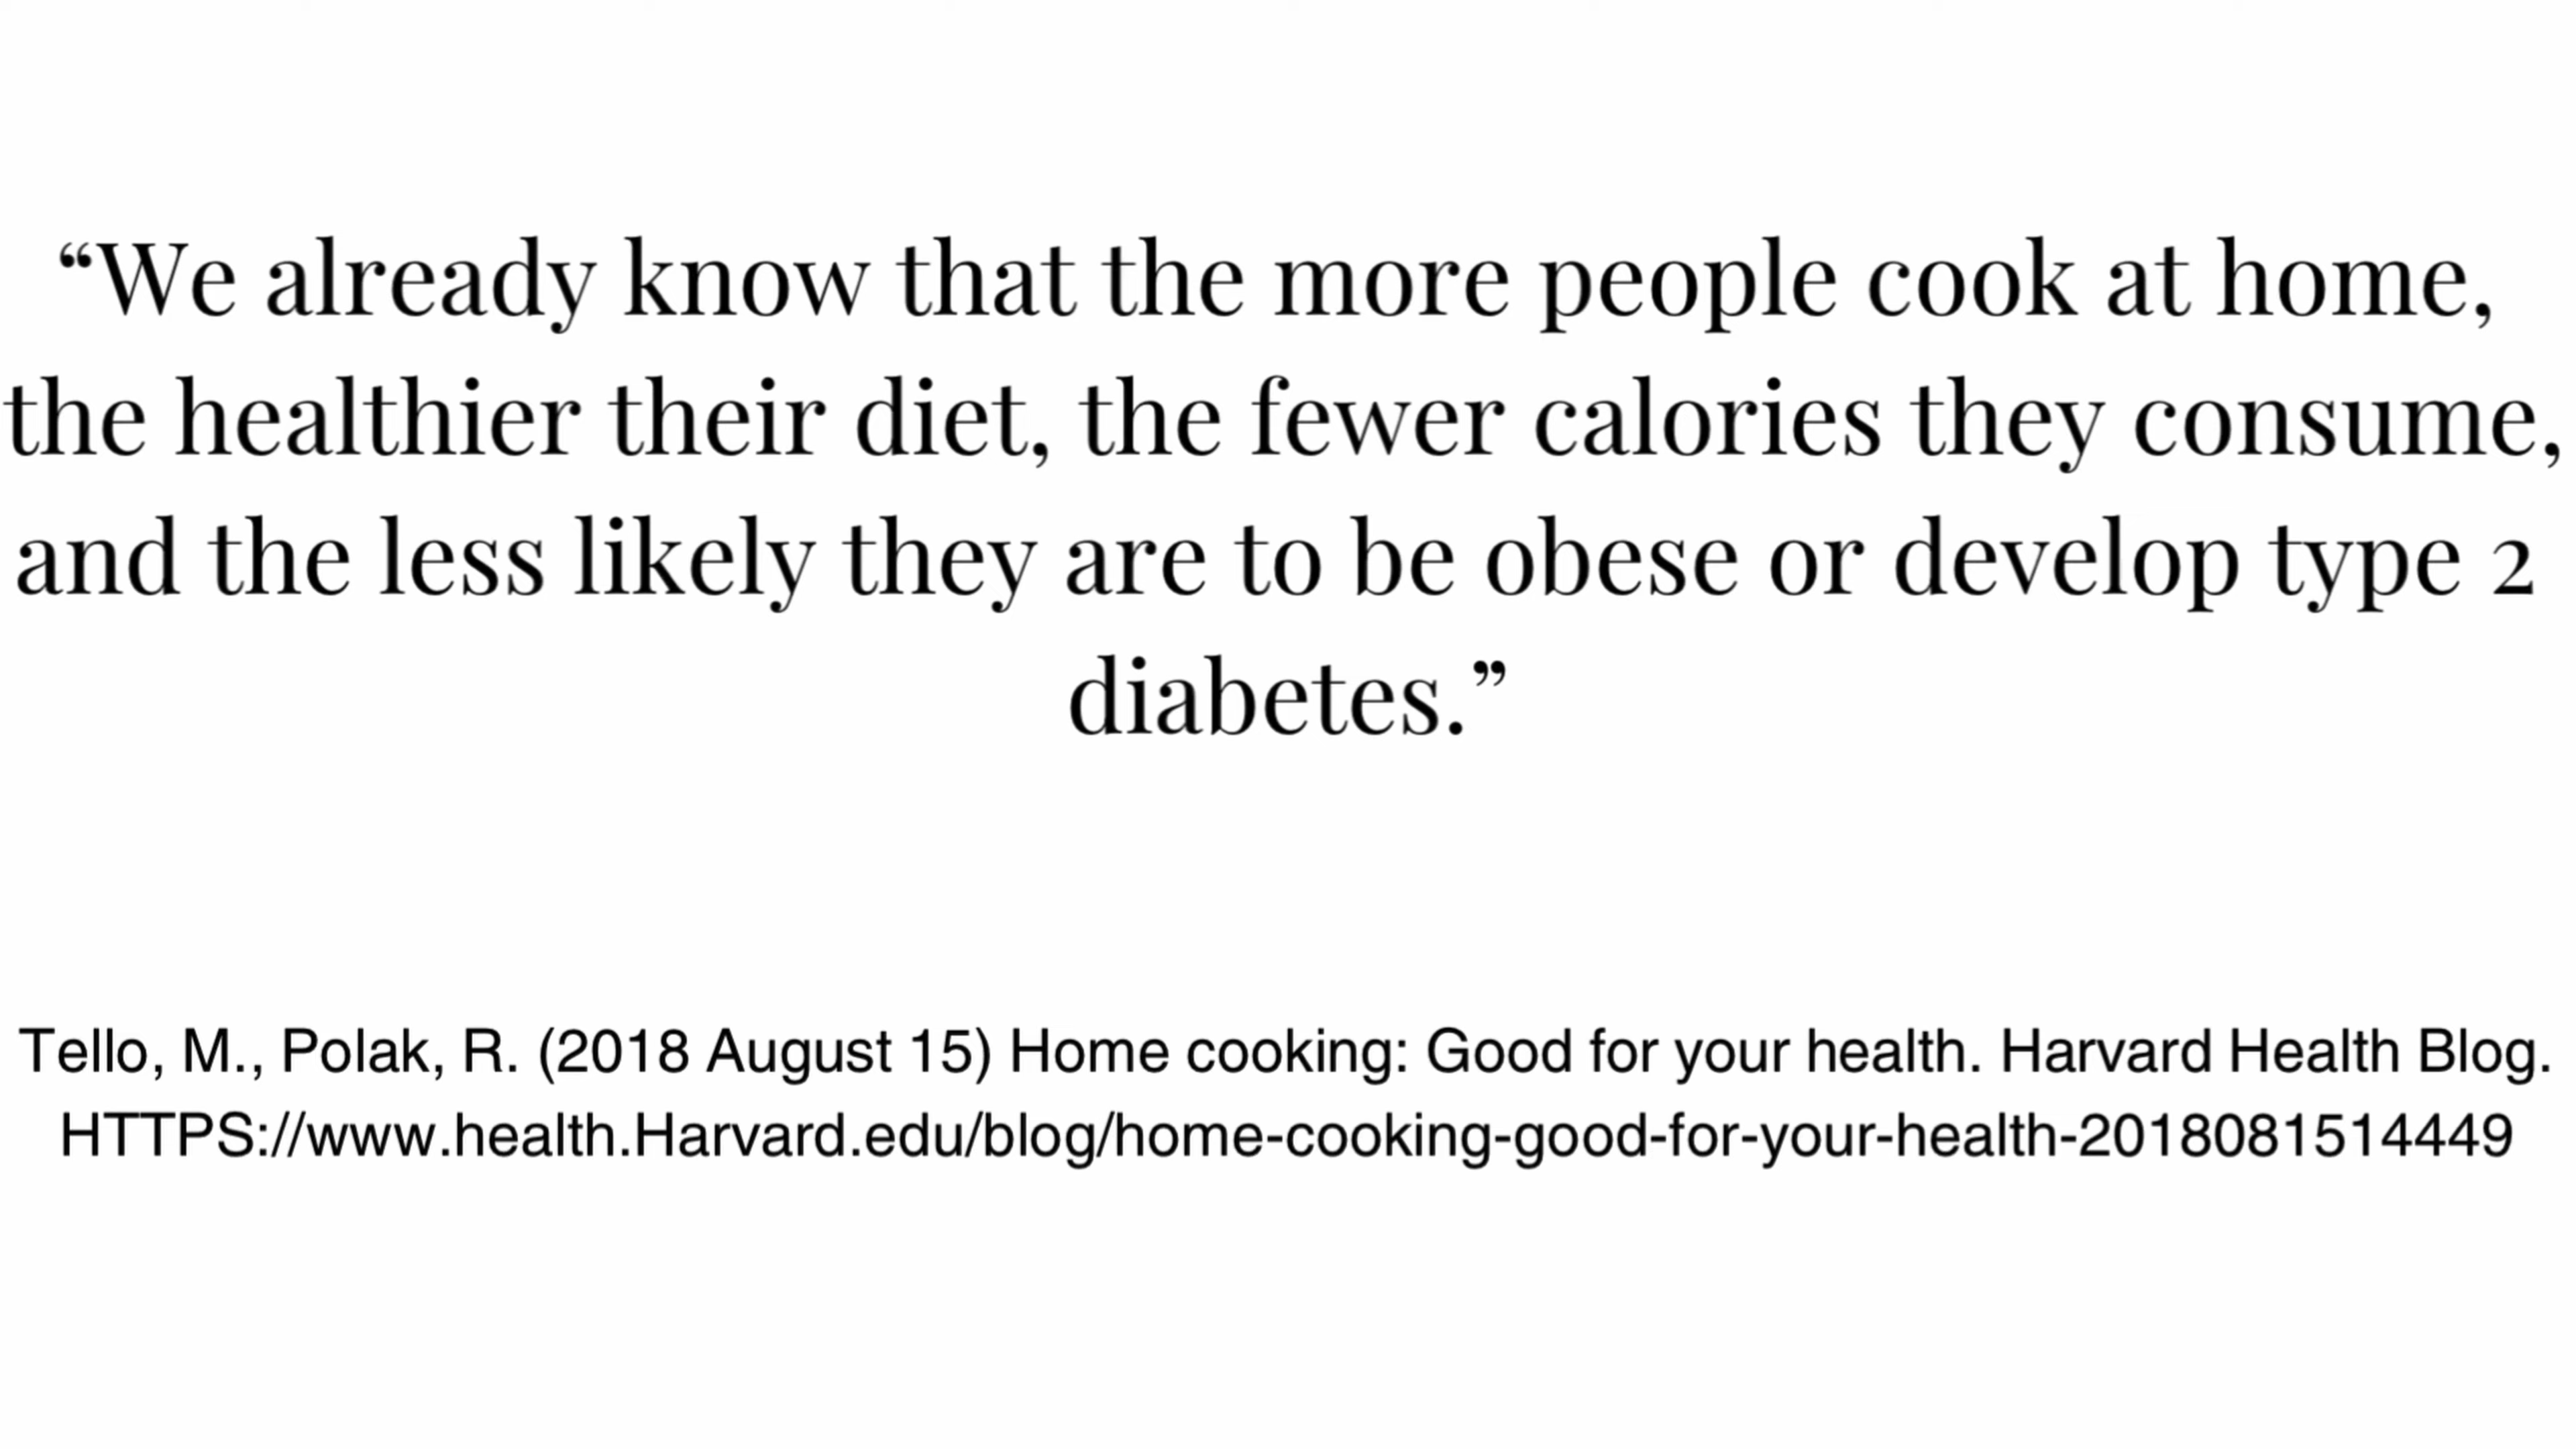 “We already know that the more people cook at home,
the healthier their diet, the fewer calories they consume,
and the less likely they are to be obese or develop type 2
diabetes.”
Tello, M., Polak, R. (2018 August 15) Home cooking: Good for your health. Harvard Health Blog.
HTTPS://www.health.Harvard.edu/blog/home-cooking-good-for-your-health-2018081514449